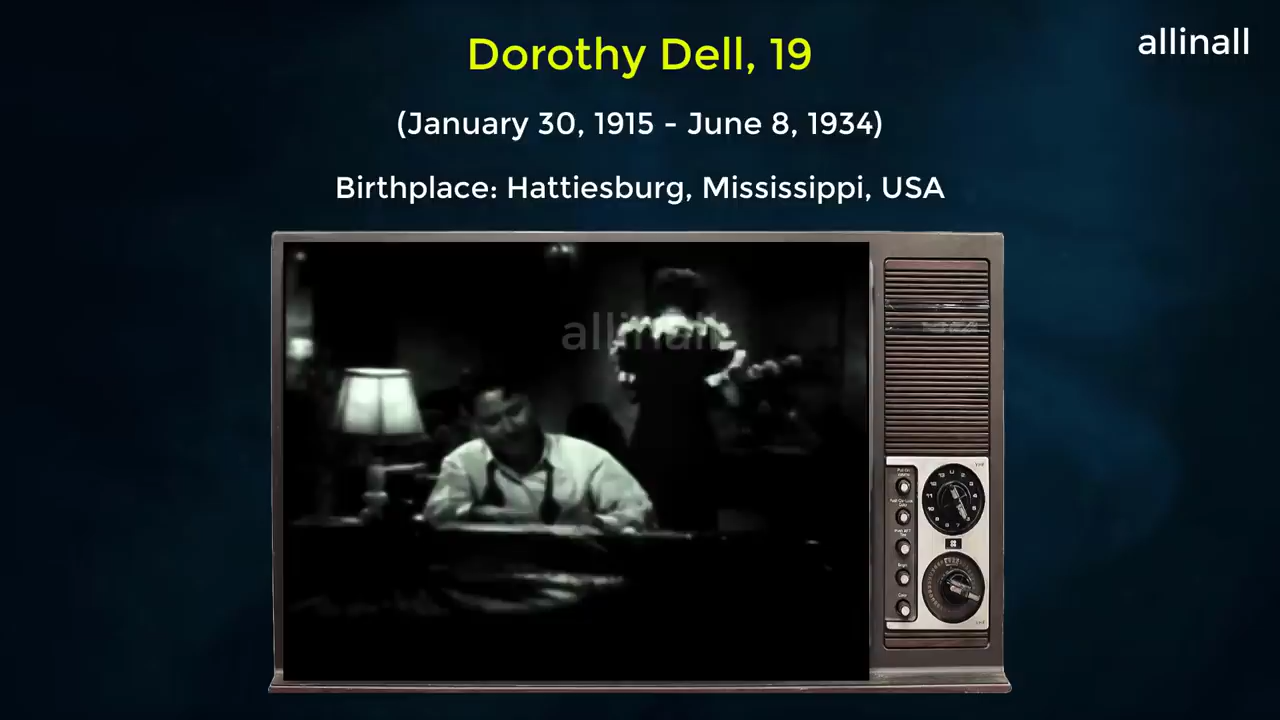 Dorothy Dell, 19
allinall
(January 30, 1915 - June 8, 1934)
Birthplace: Hattiesburg, Mississippi, USA
allinall